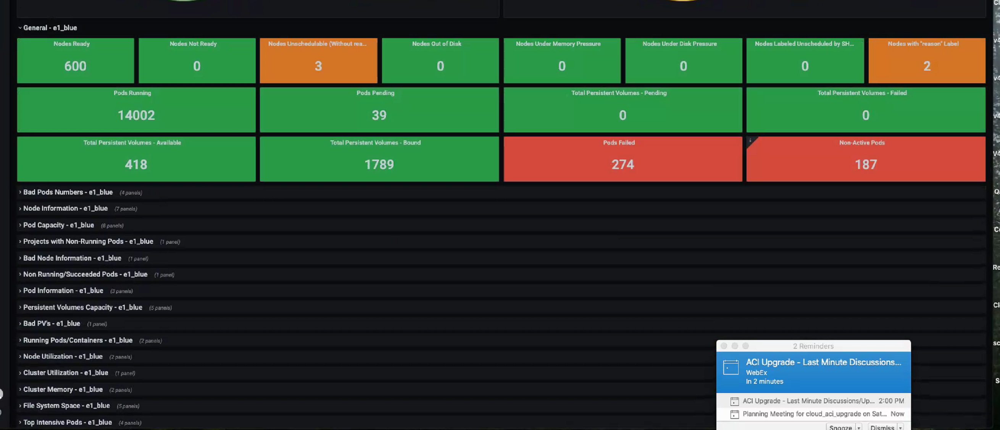 General - e1_blue
Nodes Ready
600
Nodes Not Ready
0
Nodes Unschedulable (Without rea...
3
Nodes Out of Disk
0
Nodes Under Memory Pressure
0
Nodes Under Disk Pressure
0
Nodes Labeled Unscheduled by SH...
0
Nodes with "reason" Label
2
Pods Running
14002
Pods Pending
39
Total Persistent Volumes - Pending
0
Total Persistent Volumes - Failed
0
Total Persistent Volumes - Available
418
Total Persistent Volumes - Bound
1789
Pods Failed
274
Non-Active Pods
187
Bad Pods Numbers - e1_blue (4 panels)
Node Information - e1_blue (7 panels)
Pod Capacity - e1_blue (8 panels)
Projects with Non-Running Pods - e1_blue (1 panel)
Bad Node Information - e1_blue (1 panel)
Non Running/Succeeded Pods - e1_blue (1 panel)
Pod Information - e1_blue (3 panels)
Persistent Volumes Capacity - e1_blue (5 panels)
Bad PV's - e1_blue (1 panel)
Running Pods/Containers - e1_blue (2 panels)
Node Utilization - e1_blue (2 panels)
Cluster Utilization - e1_blue (1 panel)
Cluster Memory - e1_blue (2 panels)
File System Space - e1_blue (5 panels)
Top Intensive Pods - e1_blue (4 panels)
2 Reminders
ACI Upgrade - Last Minute Discussions...
WebEx
In 2 minutes
ACI Upgrade - Last Minute Discussions/Up... 2:00 PM
Planning Meeting for cloud_aci_upgrade on Sat... Now
Snooze Dismiss